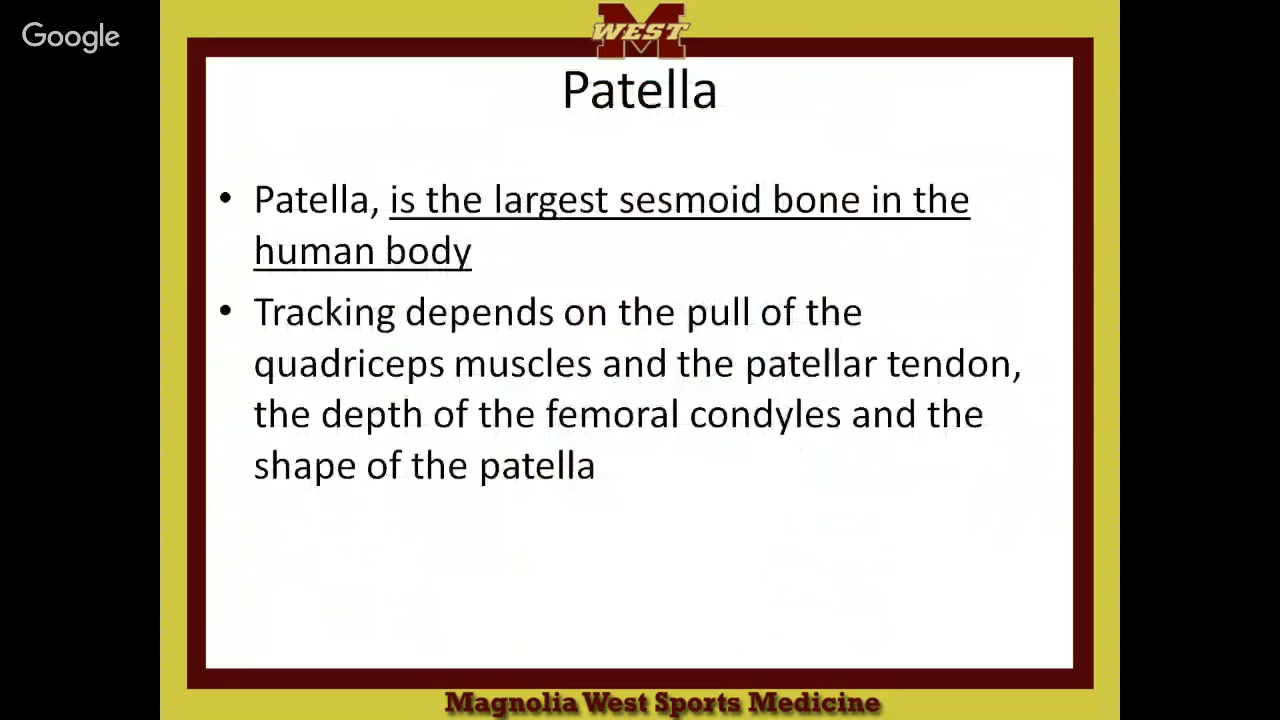 Google
M
WEST
Patella
• Patella, is the largest sesmoid bone in the
human body
• Tracking depends on the pull of the
quadriceps muscles and the patellar tendon,
the depth of the femoral condyles and the
shape of the patella
Magnolia West Sports Medicine